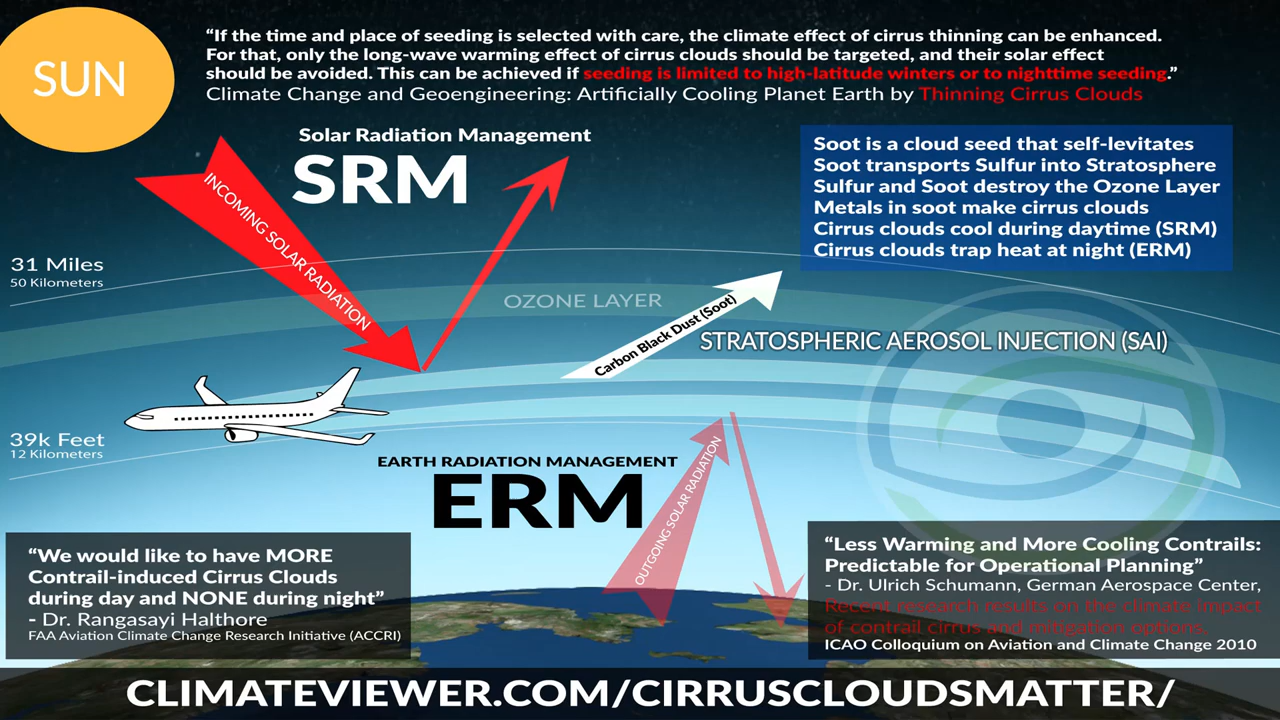 SUN
“If the time and place of seeding is selected with care, the climate effect of cirrus thinning can be enhanced.
For that, only the long-wave warming effect of cirrus clouds should be targeted, and their solar effect
should be avoided. This can be achieved if seeding is limited to high-latitude winters or to nighttime seeding.”
Climate Change and Geoengineering: Artificially Cooling Planet Earth by Thinning Cirrus Clouds
Solar Radiation Management
SRM
INCOMING SOLAR RADIATION
Soot is a cloud seed that self-levitates
Soot transports Sulfur into Stratosphere
Sulfur and Soot destroy the Ozone Layer
Metals in soot make cirrus clouds
Cirrus clouds cool during daytime (SRM)
Cirrus clouds trap heat at night (ERM)
31 Miles
50 Kilometers
OZONE LAYER
Carbon Black Dust (Soot)
STRATOSPHERIC AEROSOL INJECTION (SAI)
39k Feet
12 Kilometers
EARTH RADIATION MANAGEMENT
ERM
OUTGOING SOLAR RADIATION
“We would like to have MORE
Contrail-induced Cirrus Clouds
during day and NONE during night”
- Dr. Rangasayi Halthore
FAA Aviation Climate Change Research Initiative (ACCRI)
“Less Warming and More Cooling Contrails:
Predictable for Operational Planning”
- Dr. Ulrich Schumann, German Aerospace Center,
Recent research results on the climate impact
of contrail cirrus and mitigation options,
ICAO Colloquium on Aviation and Climate Change 2010
CLIMATEVIEWER.COM/CIRRUSCLOUDSMATTER/